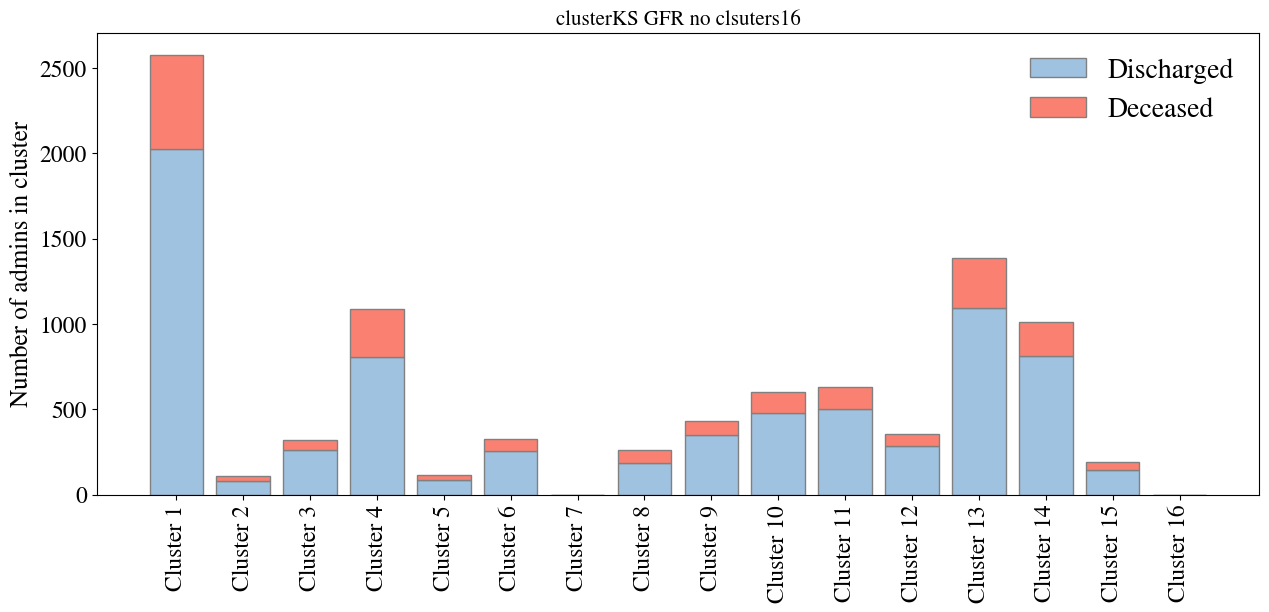 clusterKS GFR no clsuters16
Discharged
Deceased
Number of admins in cluster
2500
2000
1500
1000
500
0
Cluster 1
Cluster 2
Cluster 3
Cluster 4
Cluster 5
Cluster 6
Cluster 7
Cluster 8
Cluster 9
Cluster 10
Cluster 11
Cluster 12
Cluster 13
Cluster 14
Cluster 15
Cluster 16